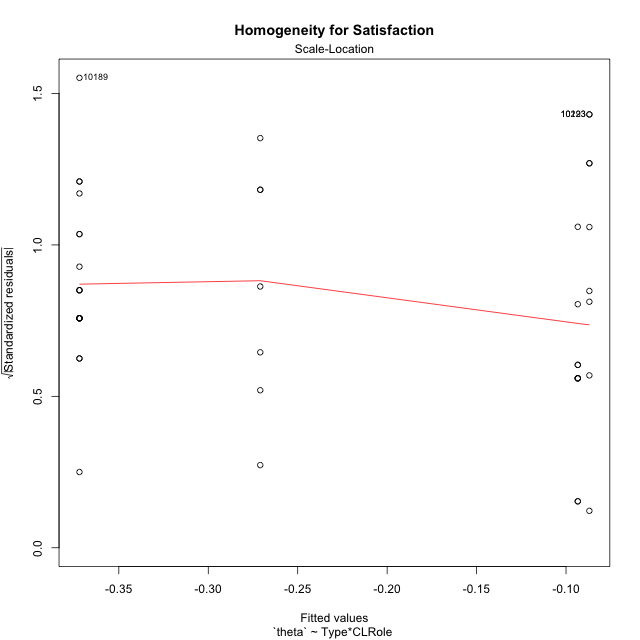 Homogeneity for Satisfaction
Scale-Location
10189
1.5
1.0
0.5
0.0
√|Standardized residuals|
-0.35
-0.30
-0.25
-0.20
-0.15
-0.10
Fitted values
`theta` ~ Type*CLRole